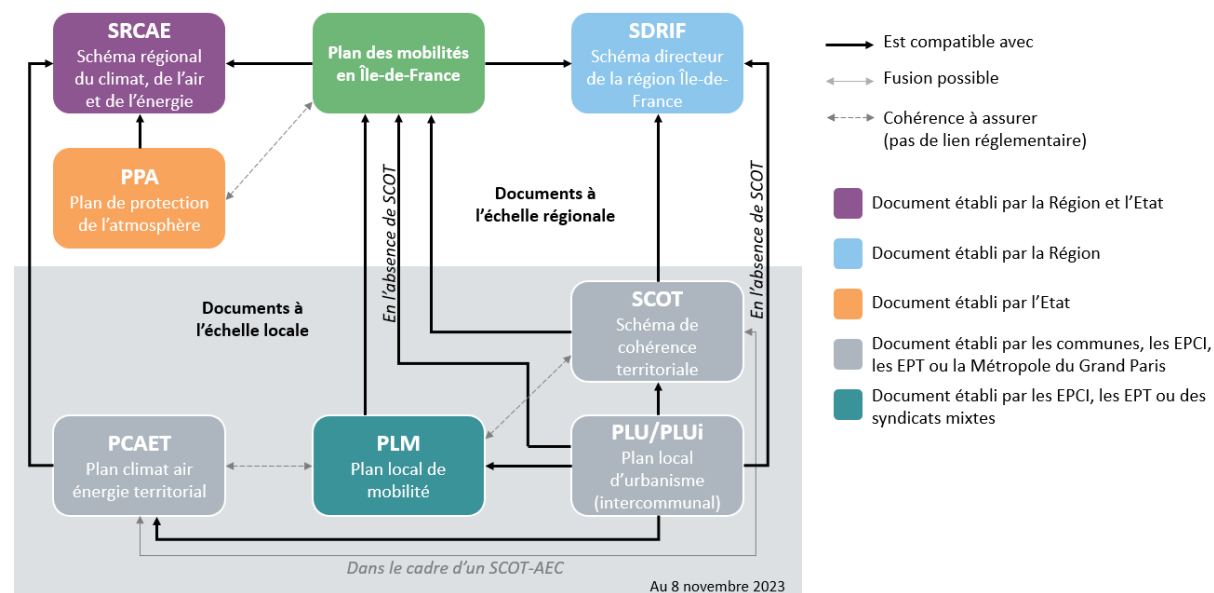 SRCAE
Schéma régional
du climat, de l'air
et de l'énergie
Plan des mobilités
en Île-de-France
SDRIF
Schéma directeur
de la région Île-de-
France
PPA
Plan de protection
de l'atmosphère
En l'absence de SCOT
Documents à
l'échelle régionale
En l'absence de SCOT
Documents à
l'échelle locale
SCOT
Schéma de
cohérence
territoriale
PCAET
Plan climat air
énergie territorial
PLM
Plan local de
mobilité
PLU/PLUi
Plan local
d'urbanisme
(intercommunal)
Dans le cadre d'un SCOT-AEC
Au 8 novembre 2023
Est compatible avec
Fusion possible
Cohérence à assurer
(pas de lien réglementaire)
Document établi par la Région et l'Etat
Document établi par la Région
Document établi par l'Etat
Document établi par les communes, les EPCI,
les EPT ou la Métropole du Grand Paris
Document établi par les EPCI, les EPT ou des
syndicats mixtes